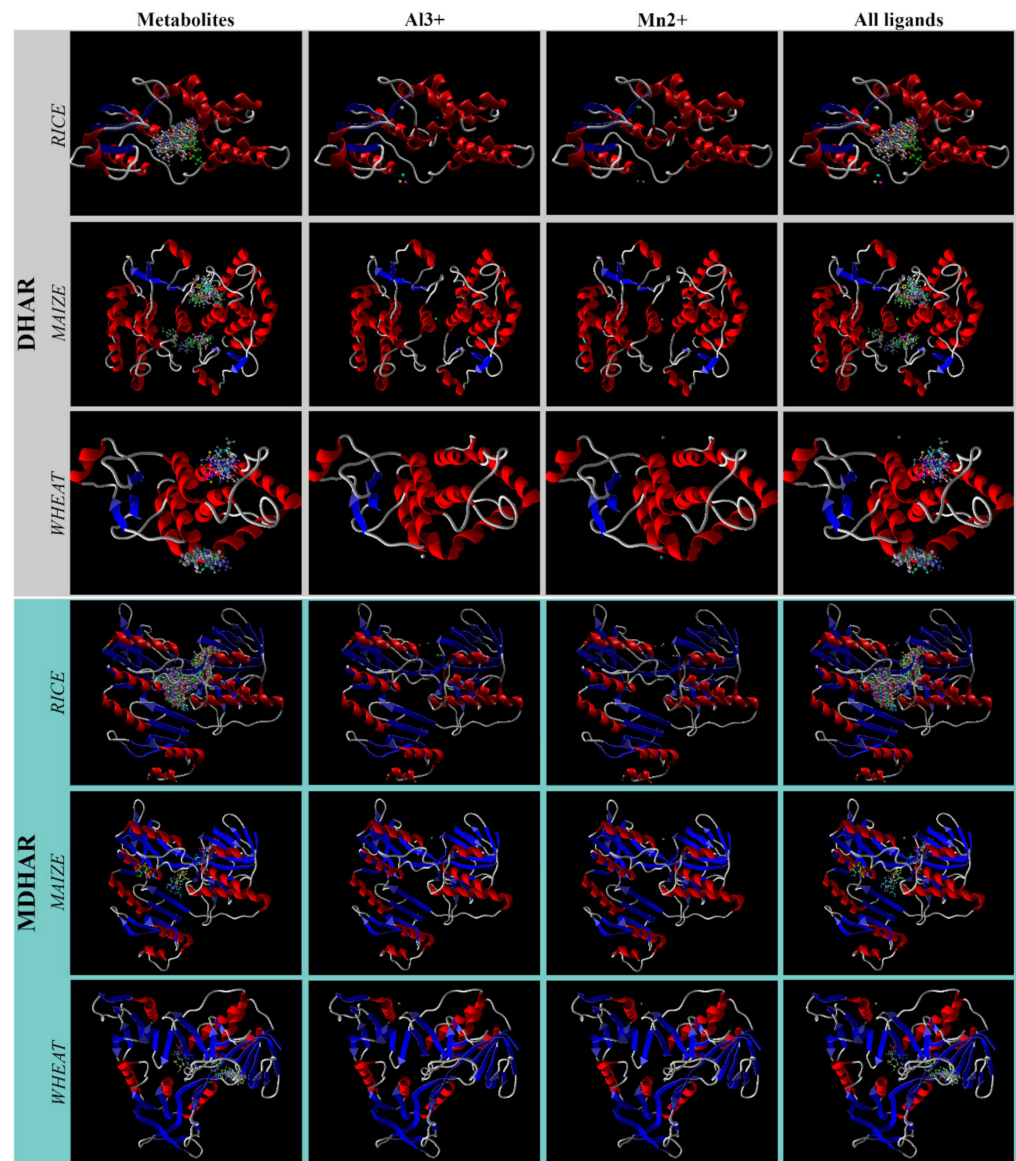 Metabolites Al3+ Mn2+ All ligands
DHAR
RICE
MAIZE
WHEAT
MDHAR
RICE
MAIZE
WHEAT